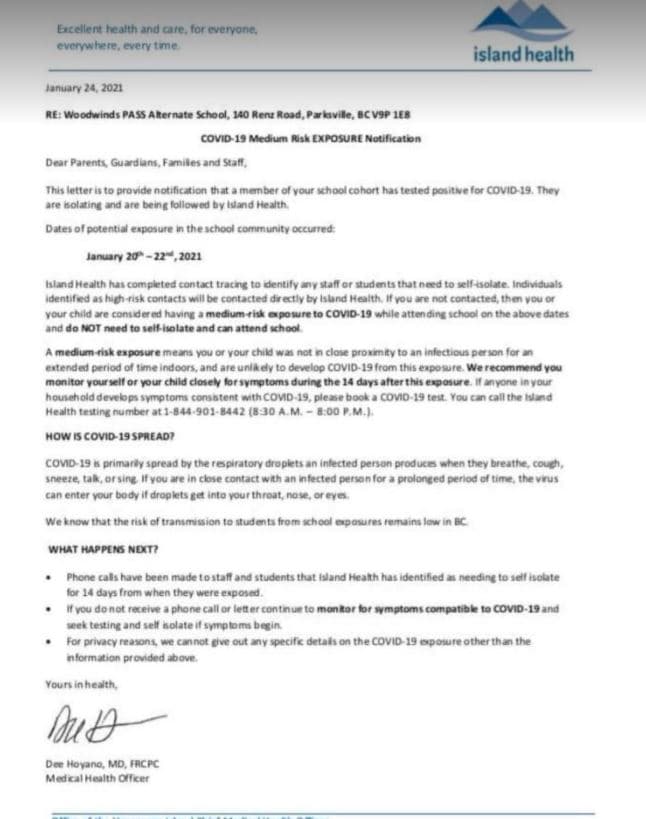 Excellent health and care, for everyone,
everywhere, every time.
island health
January 24, 2021
RE: Woodwinds PASS Alternate School, 140 Renz Road, Parksville, BC V9P 1E8
COVID-19 Medium Risk EXPOSURE Notification
Dear Parents, Guardians, Families and Staff,
This letter is to provide notification that a member of your school cohort has tested positive for COVID-19. They
are isolating and are being followed by Island Health.
Dates of potential exposure in the school community occurred:
January 20th – 22nd, 2021
Island Health has completed contact tracing to identify any staff or students that need to self-isolate. Individuals
identified as high-risk contacts will be contacted directly by Island Health. If you are not contacted, then you or
your child are considered having a medium-risk exposure to COVID-19 while attending school on the above dates
and do NOT need to self-isolate and can attend school.
A medium-risk exposure means you or your child was not in close proximity to an infectious person for an
extended period of time indoors, and are unlikely to develop COVID-19 from this exposure. We recommend you
monitor yourself or your child closely for symptoms during the 14 days after this exposure. If anyone in your
household develops symptoms consistent with COVID-19, please book a COVID-19 test. You can call the Island
Health testing number at 1-844-901-8442 (8:30 A.M. – 8:00 P.M.).
HOW IS COVID-19 SPREAD?
COVID-19 is primarily spread by the respiratory droplets an infected person produces when they breathe, cough,
sneeze, talk, or sing. If you are in close contact with an infected person for a prolonged period of time, the virus
can enter your body if droplets get into your throat, nose, or eyes.
We know that the risk of transmission to students from school exposures remains low in BC.
WHAT HAPPENS NEXT?
• Phone calls have been made to staff and students that Island Health has identified as needing to self isolate
for 14 days from when they were exposed.
• If you do not receive a phone call or letter continue to monitor for symptoms compatible to COVID-19 and
seek testing and self isolate if symptoms begin.
• For privacy reasons, we cannot give out any specific details on the COVID-19 exposure other than the
information provided above.
Yours in health,
Dee Hoyano, MD, FRCPC
Medical Health Officer